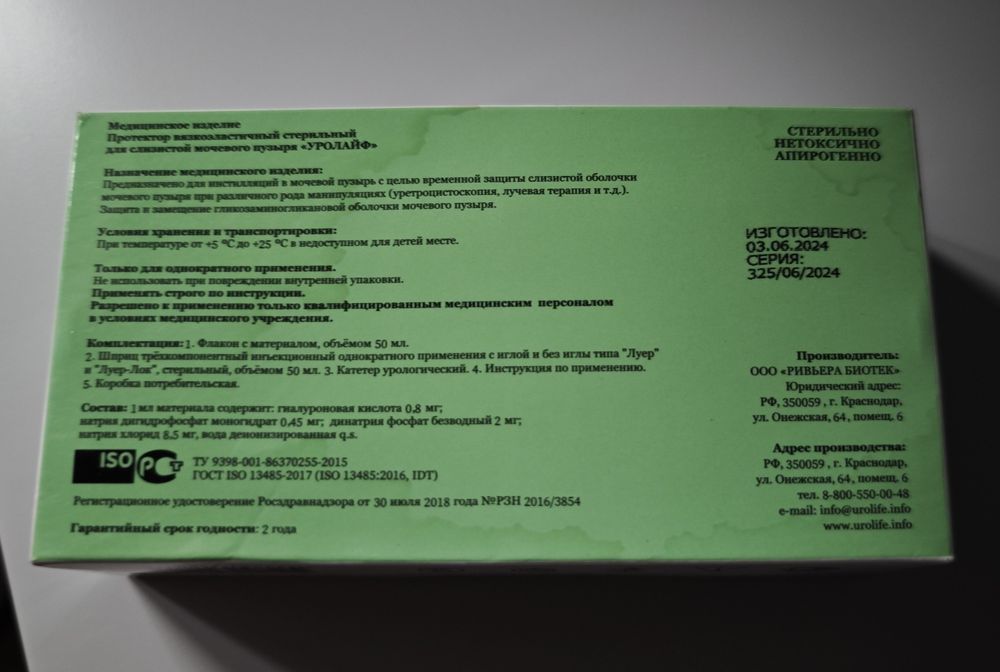 Медицинское изделие
Протектор вязкоэластичный стерильный
для слизистой мочевого пузыря «УРОЛАЙФ»
СТЕРИЛЬНО
НЕТОКСИЧНО
АПИРОГЕННО
Назначение медицинского изделия:
Предназначено для инстилляций в мочевой пузырь с целью временной защиты слизистой оболочки
мочевого пузыря при различного рода манипуляциях (уретроцистоскопия, лучевая терапия и т.д.).
Защита и замещение гликозаминогликановой оболочки мочевого пузыря.
Условия хранения и транспортировки:
При температуре от +5 °C до +25 °C в недоступном для детей месте.
ИЗГОТОВЛЕНО:
03.06.2024
СЕРИЯ:
325/06/2024
Только для однократного применения.
Не использовать при повреждении внутренней упаковки.
Применять строго по инструкции.
Разрешено к применению только квалифицированным медицинским персоналом
в условиях медицинского учреждения.
Комплектация: 1. Флакон с материалом, объёмом 50 мл.
2. Шприц трёхкомпонентный инъекционный однократного применения с иглой и без иглы типа "Луер"
и "Луер-Лок", стерильный, объёмом 50 мл. 3. Катетер урологический. 4. Инструкция по применению.
5. Коробка потребительская.
Состав: 1 мл материала содержит: гиалуроновая кислота 0,8 мг;
натрия дигидрофосфат моногидрат 0,45 мг; динатрия фосфат безводный 2 мг;
натрия хлорид 8,5 мг, вода деионизированная q.s.
ISO РСТ
ТУ 9398-001-86370255-2015
ГОСТ ISO 13485-2017 (ISO 13485:2016, IDT)
Регистрационное удостоверение Росздравнадзора от 30 июля 2018 года №РЗН 2016/3854
Гарантийный срок годности: 2 года
Производитель:
ООО «РИВЬЕРА БИОТЕК»
Юридический адрес:
РФ, 350059 , г. Краснодар,
ул. Онежская, 64, помещ. 6
Адрес производства:
РФ, 350059 , г. Краснодар,
ул. Онежская, 64, помещ. 6
тел. 8-800-550-00-48
e-mail: info@urolife.info
www.urolife.info